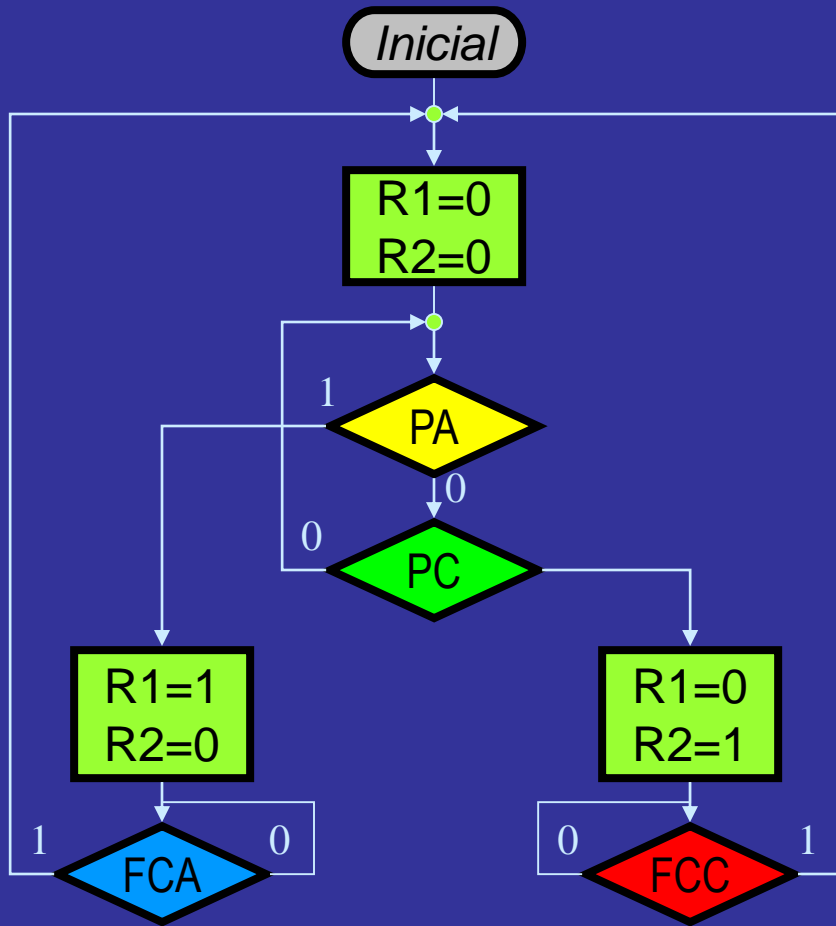 Inicial
R1=0
R2=0
1
PA
0
0
PC
R1=1
R2=0
R1=0
R2=1
1
FCA
0
0
FCC
1